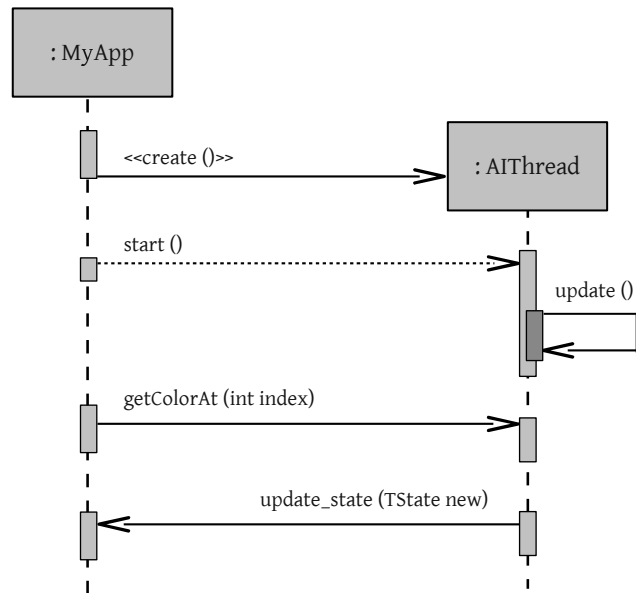 : MyApp
<<create ()>>
: AIThread
start ()
update ()
getColorAt (int index)
update_state (TState new)